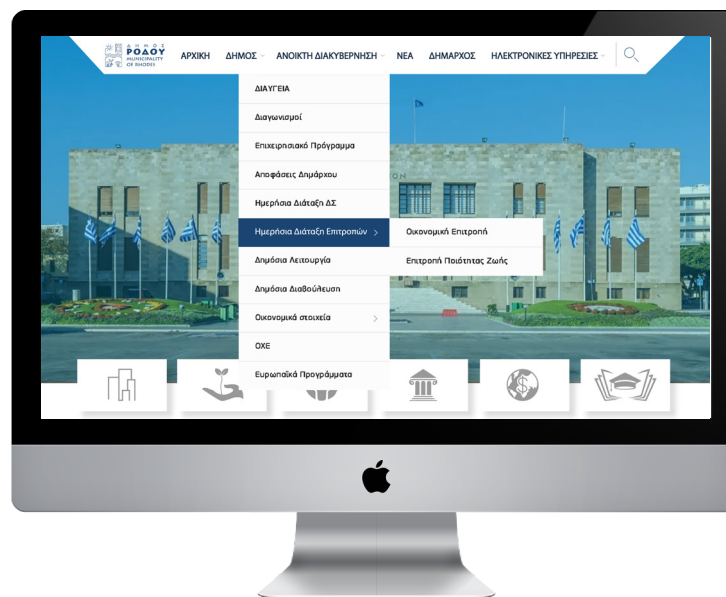 ΔΗΜΟΣ
ΡΟΔΟΥ
MUNICIPALITY
OF RHODES
ΑΡΧΙΚΗ ΔΗΜΟΣ ΑΝΟΙΚΤΗ ΔΙΑΚΥΒΕΡΝΗΣΗ ΝΕΑ ΔΗΜΑΡΧΟΣ ΗΛΕΚΤΡΟΝΙΚΕΣ ΥΠΗΡΕΣΙΕΣ
ΔΙΑΥΓΕΙΑ
Διαγωνισμοί
Επιχειρησιακό Πρόγραμμα
Αποφάσεις Δημάρχου
Ημερήσια Διάταξη ΔΣ
Ημερήσια Διάταξη Επιτροπών
Οικονομική Επιτροπή
Επιτροπή Ποιότητας Ζωής
Δημόσια Λειτουργία
Δημόσια Διαβούλευση
Οικονομικά στοιχεία
ΟΧΕ
Ευρωπαϊκά Προγράμματα